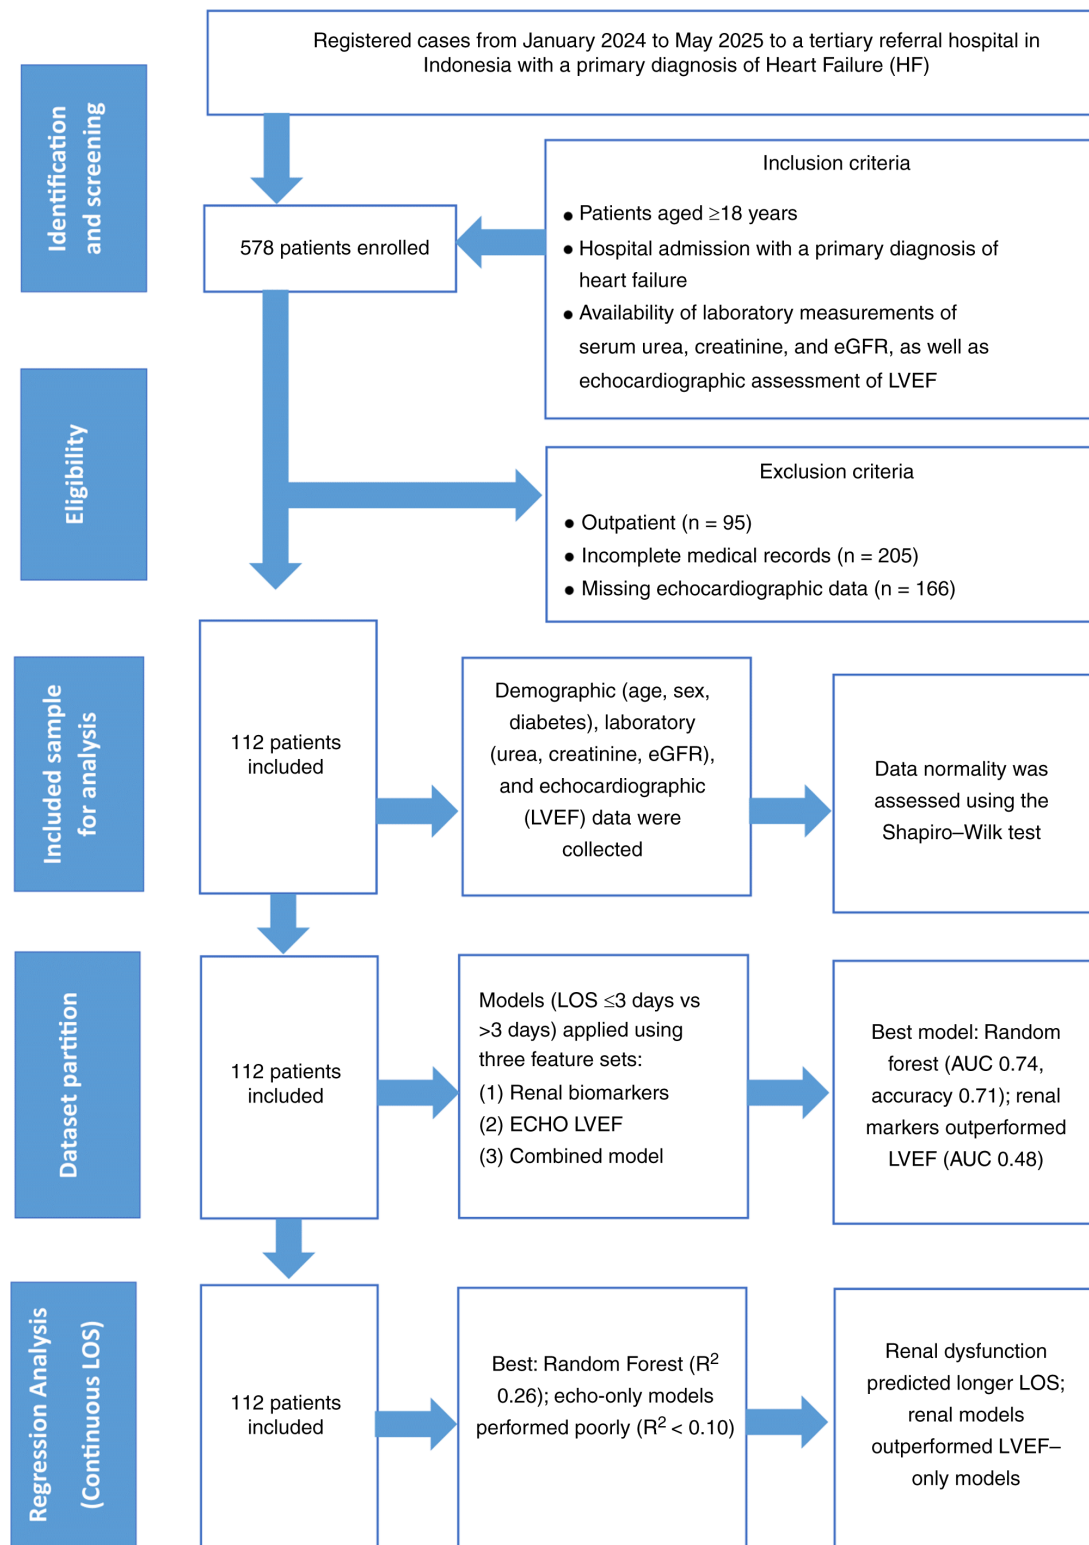 Registered cases from January 2024 to May 2025 to a tertiary referral hospital in
Indonesia with a primary diagnosis of Heart Failure (HF)
Identification
and screening
578 patients enrolled
Inclusion criteria
● Patients aged ≥18 years
● Hospital admission with a primary diagnosis of
heart failure
● Availability of laboratory measurements of
serum urea, creatinine, and eGFR, as well as
echocardiographic assessment of LVEF
Eligibility
Exclusion criteria
● Outpatient (n = 95)
● Incomplete medical records (n = 205)
● Missing echocardiographic data (n = 166)
Included sample
for analysis
112 patients
included
Demographic (age, sex,
diabetes), laboratory
(urea, creatinine, eGFR),
and echocardiographic
(LVEF) data were
collected
Data normality was
assessed using the
Shapiro–Wilk test
Dataset partition
112 patients
included
Models (LOS ≤3 days vs
>3 days) applied using
three feature sets:
(1) Renal biomarkers
(2) ECHO LVEF
(3) Combined model
Best model: Random
forest (AUC 0.74,
accuracy 0.71); renal
markers outperformed
LVEF (AUC 0.48)
Regression Analysis
(Continuous LOS)
112 patients
included
Best: Random Forest (R²
0.26); echo-only models
performed poorly (R² < 0.10)
Renal dysfunction
predicted longer LOS;
renal models
outperformed LVEF–
only models